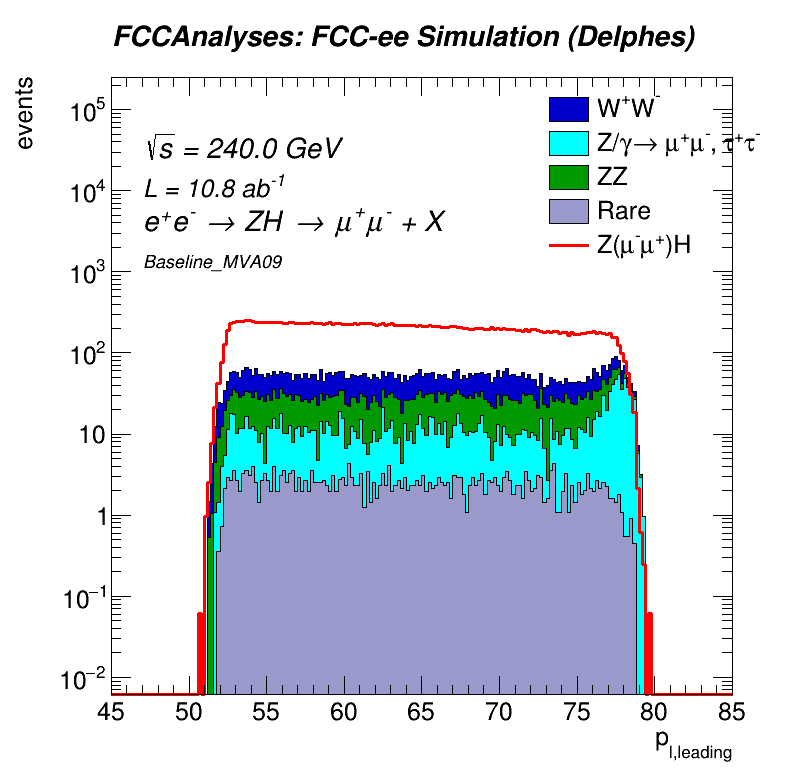 FCCAnalyses: FCC-ee Simulation (Delphes)
events
10⁵
10⁴
10³
10²
10
1
10⁻¹
10⁻²
√s = 240.0 GeV
L = 10.8 ab⁻¹
e⁺e⁻ → ZH → μ⁺μ⁻ + X
Baseline_MVA09
W⁺W⁻
Z/γ→ μ⁺μ⁻, τ⁺τ⁻
ZZ
Rare
Z(μ⁻μ⁺)H
45 50 55 60 65 70 75 80 85
p_l,leading